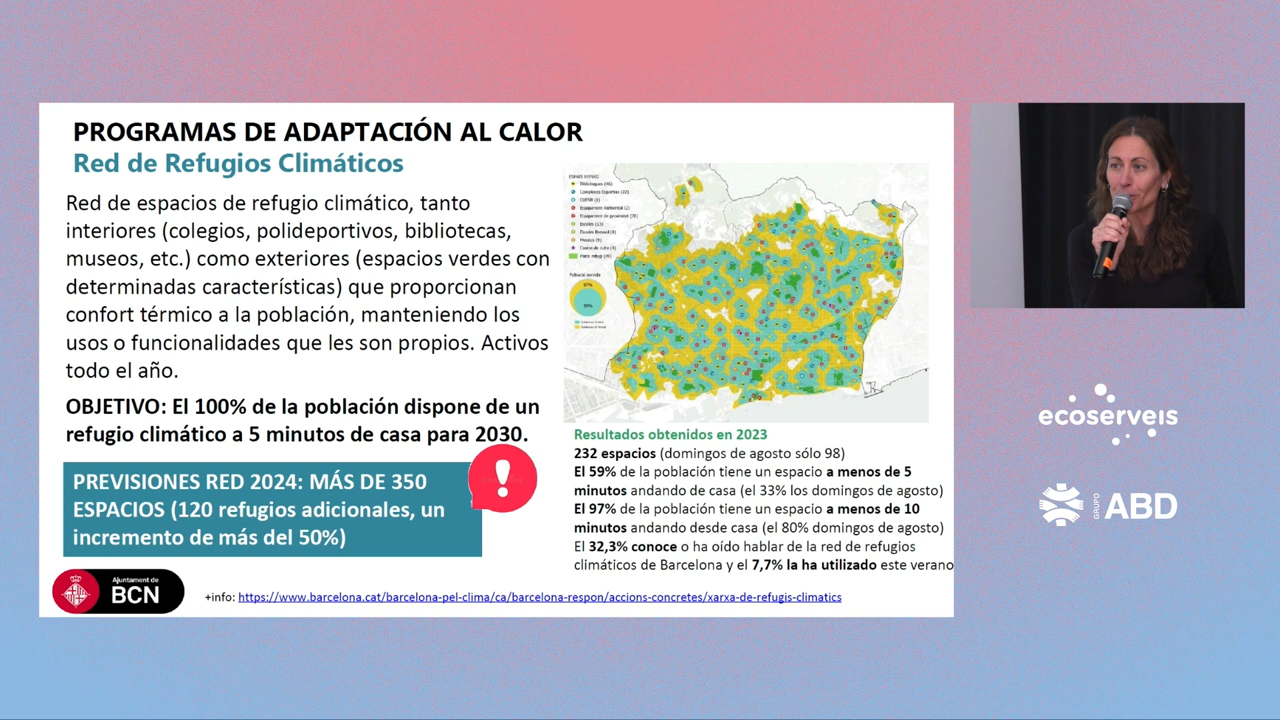 PROGRAMAS DE ADAPTACIÓN AL CALOR
Red de Refugios Climáticos
Red de espacios de refugio climático, tanto
interiores (colegios, polideportivos, bibliotecas,
museos, etc.) como exteriores (espacios verdes con
determinadas características) que proporcionan
confort térmico a la población, manteniendo los
usos o funcionalidades que les son propios. Activos
todo el año.
OBJETIVO: El 100% de la población dispone de un
refugio climático a 5 minutos de casa para 2030.
PREVISIONES RED 2024: MÁS DE 350
ESPACIOS (120 refugios adicionales, un
incremento de más del 50%)
!
Ajuntament de
BCN
Resultados obtenidos en 2023
232 espacios (domingos de agosto sólo 98)
El 59% de la población tiene un espacio a menos de 5
minutos andando de casa (el 33% los domingos de agosto)
El 97% de la población tiene un espacio a menos de 10
minutos andando desde casa (el 80% domingos de agosto)
El 32,3% conoce o ha oído hablar de la red de refugios
climáticos de Barcelona y el 7,7% la ha utilizado este verano
+info: https://www.barcelona.cat/barcelona-pel-clima/ca/barcelona-respon/accions-concretes/xarxa-de-refugis-climatics
ecoserveis
GRUPO ABD